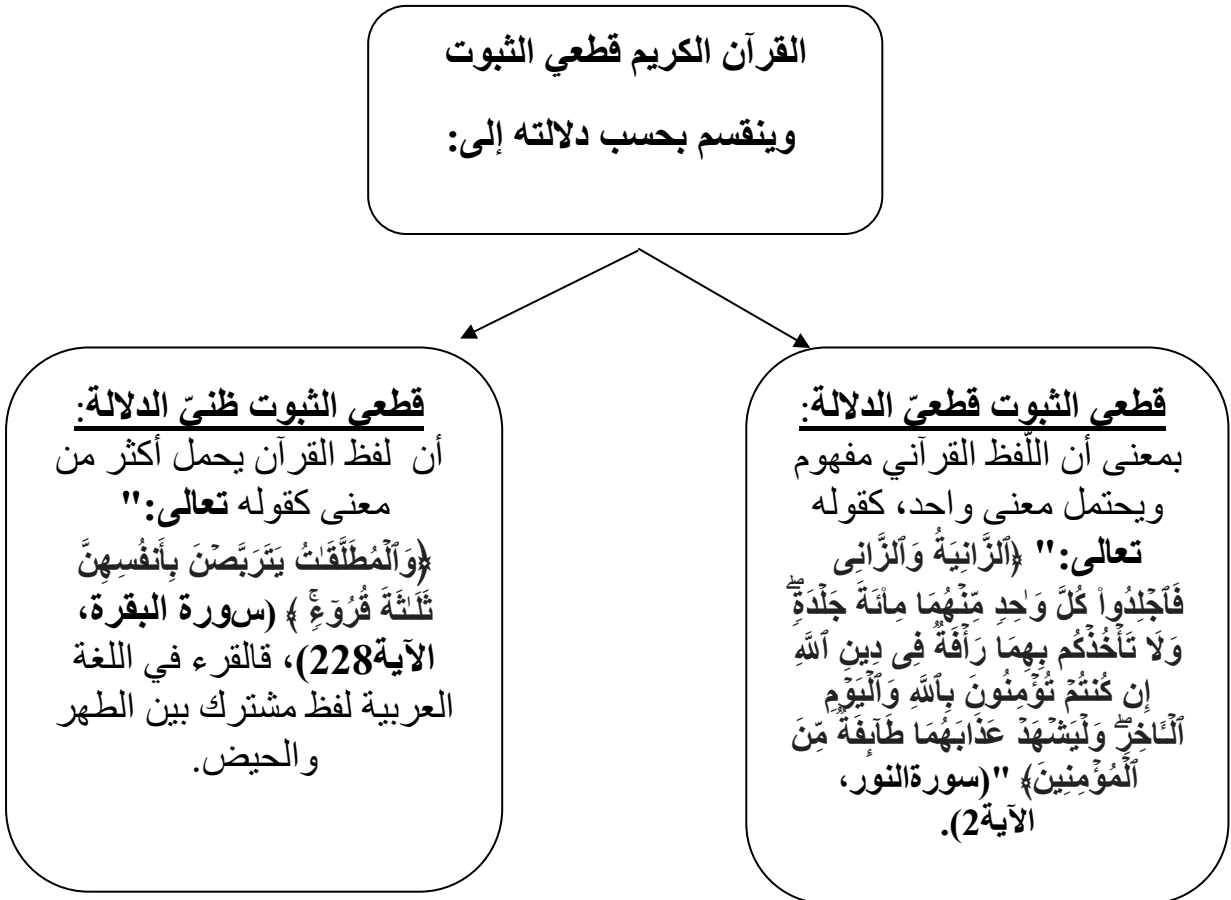 القرآن الكريم قطعي الثبوت
وينقسم بحسب دلالته إلى:
قطعي الثبوت قطعيّ الدلالة:
بمعنى أن اللّفظ القرآني مفهوم
ويحتمل معنى واحد، كقوله
تعالى:" ﴿ٱلزَّانِيَةُ وَٱلزَّانِى
فَٱجۡلِدُواْ كُلَّ وَٰحِدٖ مِّنۡهُمَا مِاْئَةَ جَلۡدَةٖۖ
وَلَا تَأۡخُذۡكُم بِهِمَا رَأۡفَةٞ فِى دِينِ ٱللَّهِ
إِن كُنتُمۡ تُؤۡمِنُونَ بِٱللَّهِ وَٱلۡيَوۡمِ
ٱلۡأٓخِرِۖ وَلۡيَشۡهَدۡ عَذَابَهُمَا طَآئِفَةٞ مِّنَ
ٱلۡمُؤۡمِنِينَ﴾ "(سورةالنور،
الآية2).
قطعي الثبوت ظنيّ الدلالة:
أن لفظ القرآن يحمل أكثر من
معنى كقوله تعالى:"
﴿وَٱلۡمُطَلَّقَٰتُ يَتَرَبَّصۡنَ بِأَنفُسِهِنَّ
ثَلَٰثَةَ قُرُوٓءٖۚ ﴾ (سورة البقرة،
الآية228)، قالقرء في اللغة
العربية لفظ مشترك بين الطهر
والحيض.